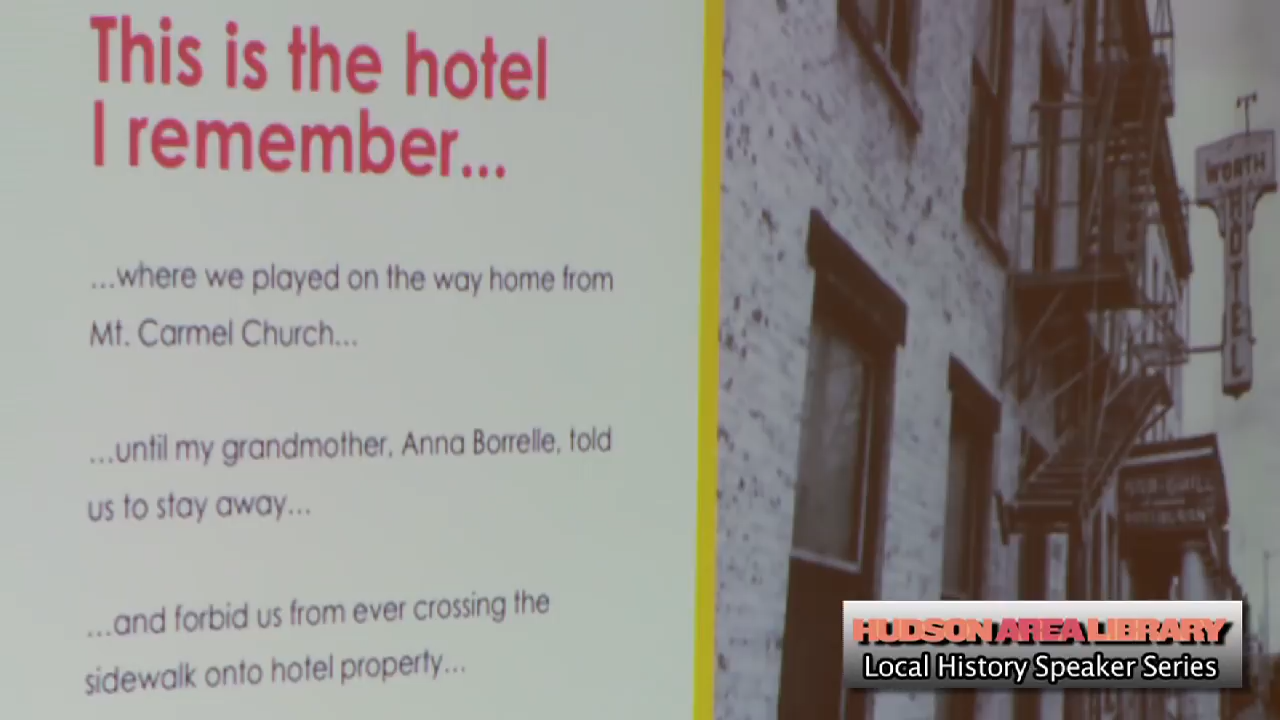 This is the hotel
I remember...
...where we played on the way home from
Mt. Carmel Church...
...until my grandmother, Anna Borrelle, told
us to stay away...
...and forbid us from ever crossing the
sidewalk onto hotel property...
WORTH
HOTEL
HUDSON AREA LIBRARY
Local History Speaker Series